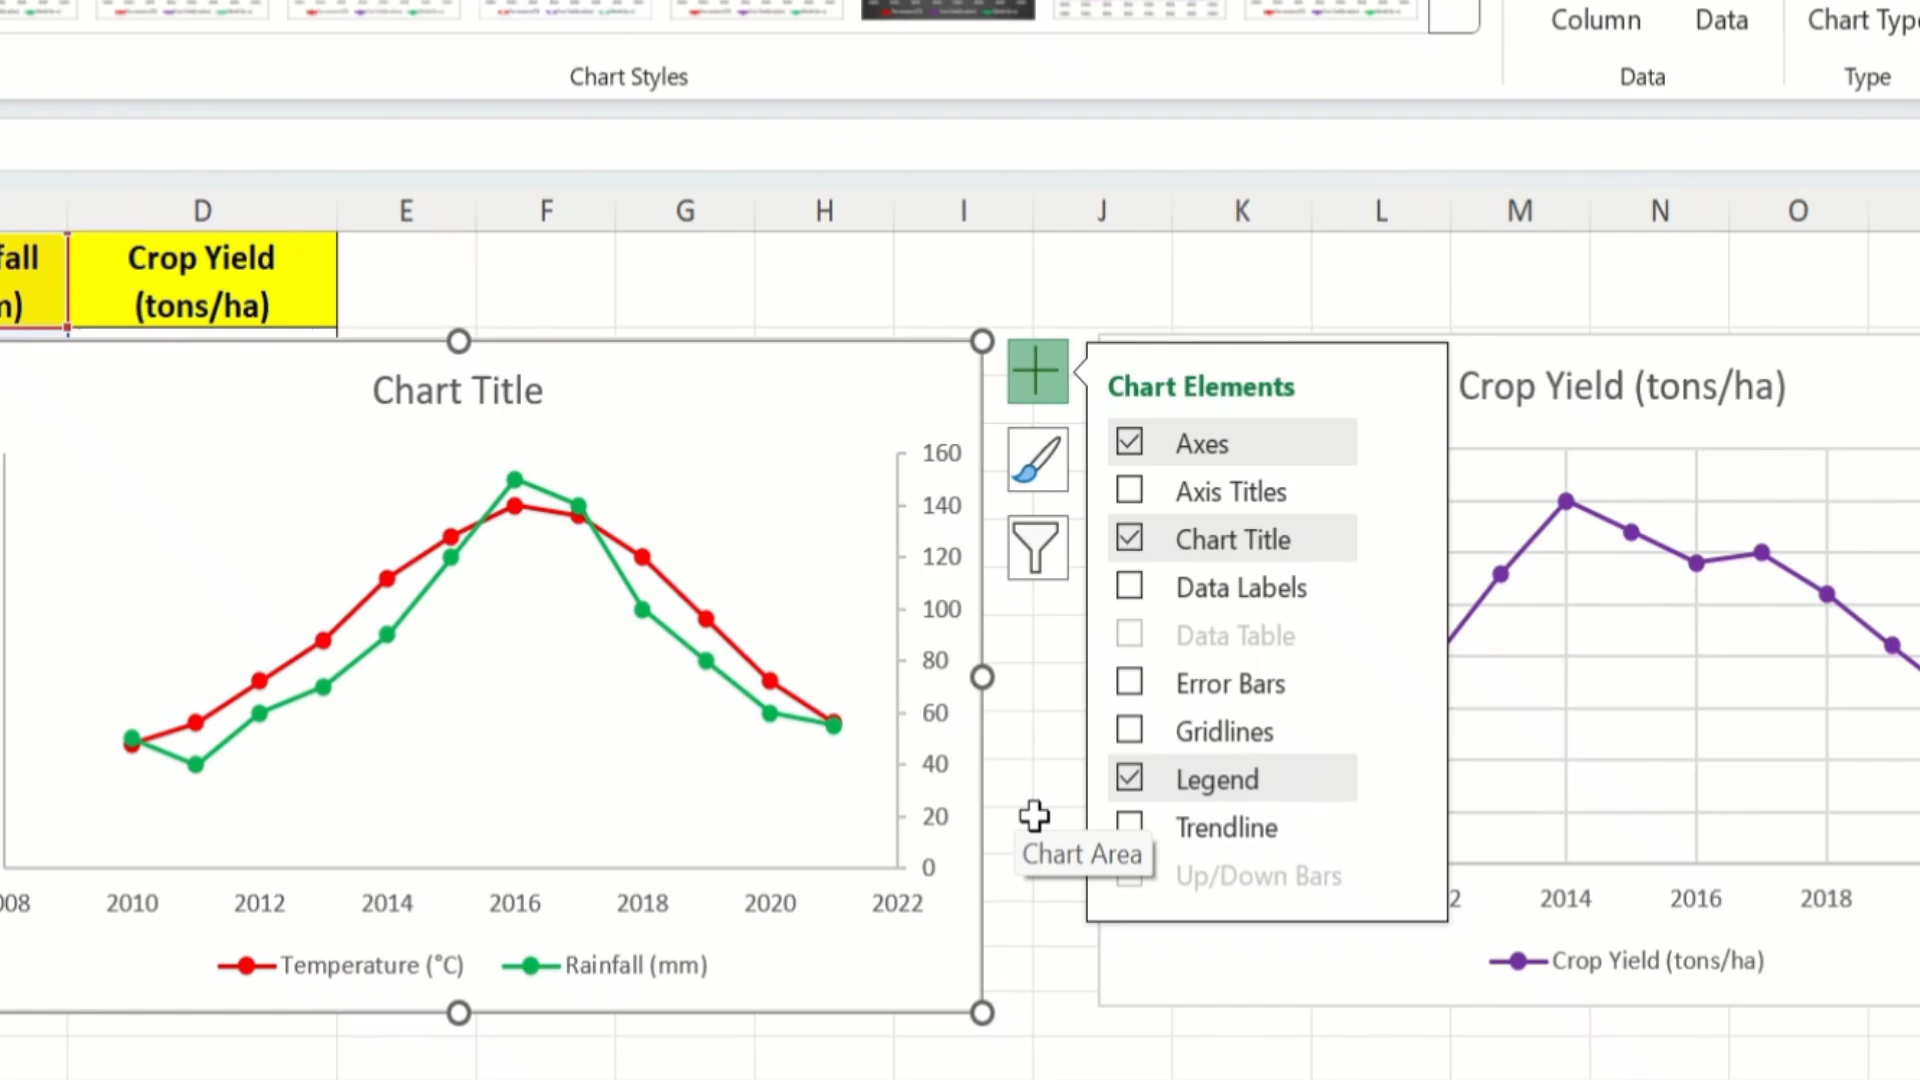 Column Data Chart Typ
Chart Styles Data Type
D E F G H I J K L M N O
fall
Crop Yield
(tons/ha)
Chart Title
160
140
120
100
80
60
40
20
0
008 2010 2012 2014 2016 2018 2020 2022
Temperature (°C) Rainfall (mm)
Chart Elements
Axes
Axis Titles
Chart Title
Data Labels
Data Table
Error Bars
Gridlines
Legend
Trendline
Up/Down Bars
Chart Area
Crop Yield (tons/ha)
2 2014 2016 2018
Crop Yield (tons/ha)